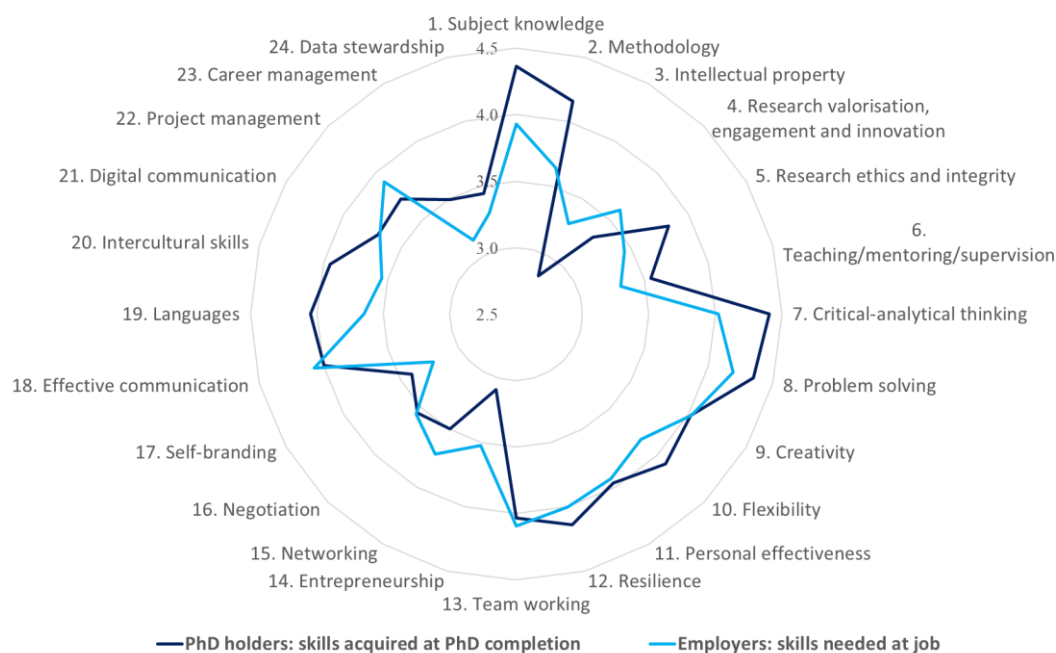 1. Subject knowledge
2. Methodology
3. Intellectual property
4. Research valorisation,
engagement and innovation
5. Research ethics and integrity
6.
Teaching/mentoring/supervision
7. Critical-analytical thinking
8. Problem solving
9. Creativity
10. Flexibility
11. Personal effectiveness
12. Resilience
13. Team working
14. Entrepreneurship
15. Networking
16. Negotiation
17. Self-branding
18. Effective communication
19. Languages
20. Intercultural skills
21. Digital communication
22. Project management
23. Career management
24. Data stewardship
4.5
4.0
3.5
3.0
2.5
PhD holders: skills acquired at PhD completion
Employers: skills needed at job